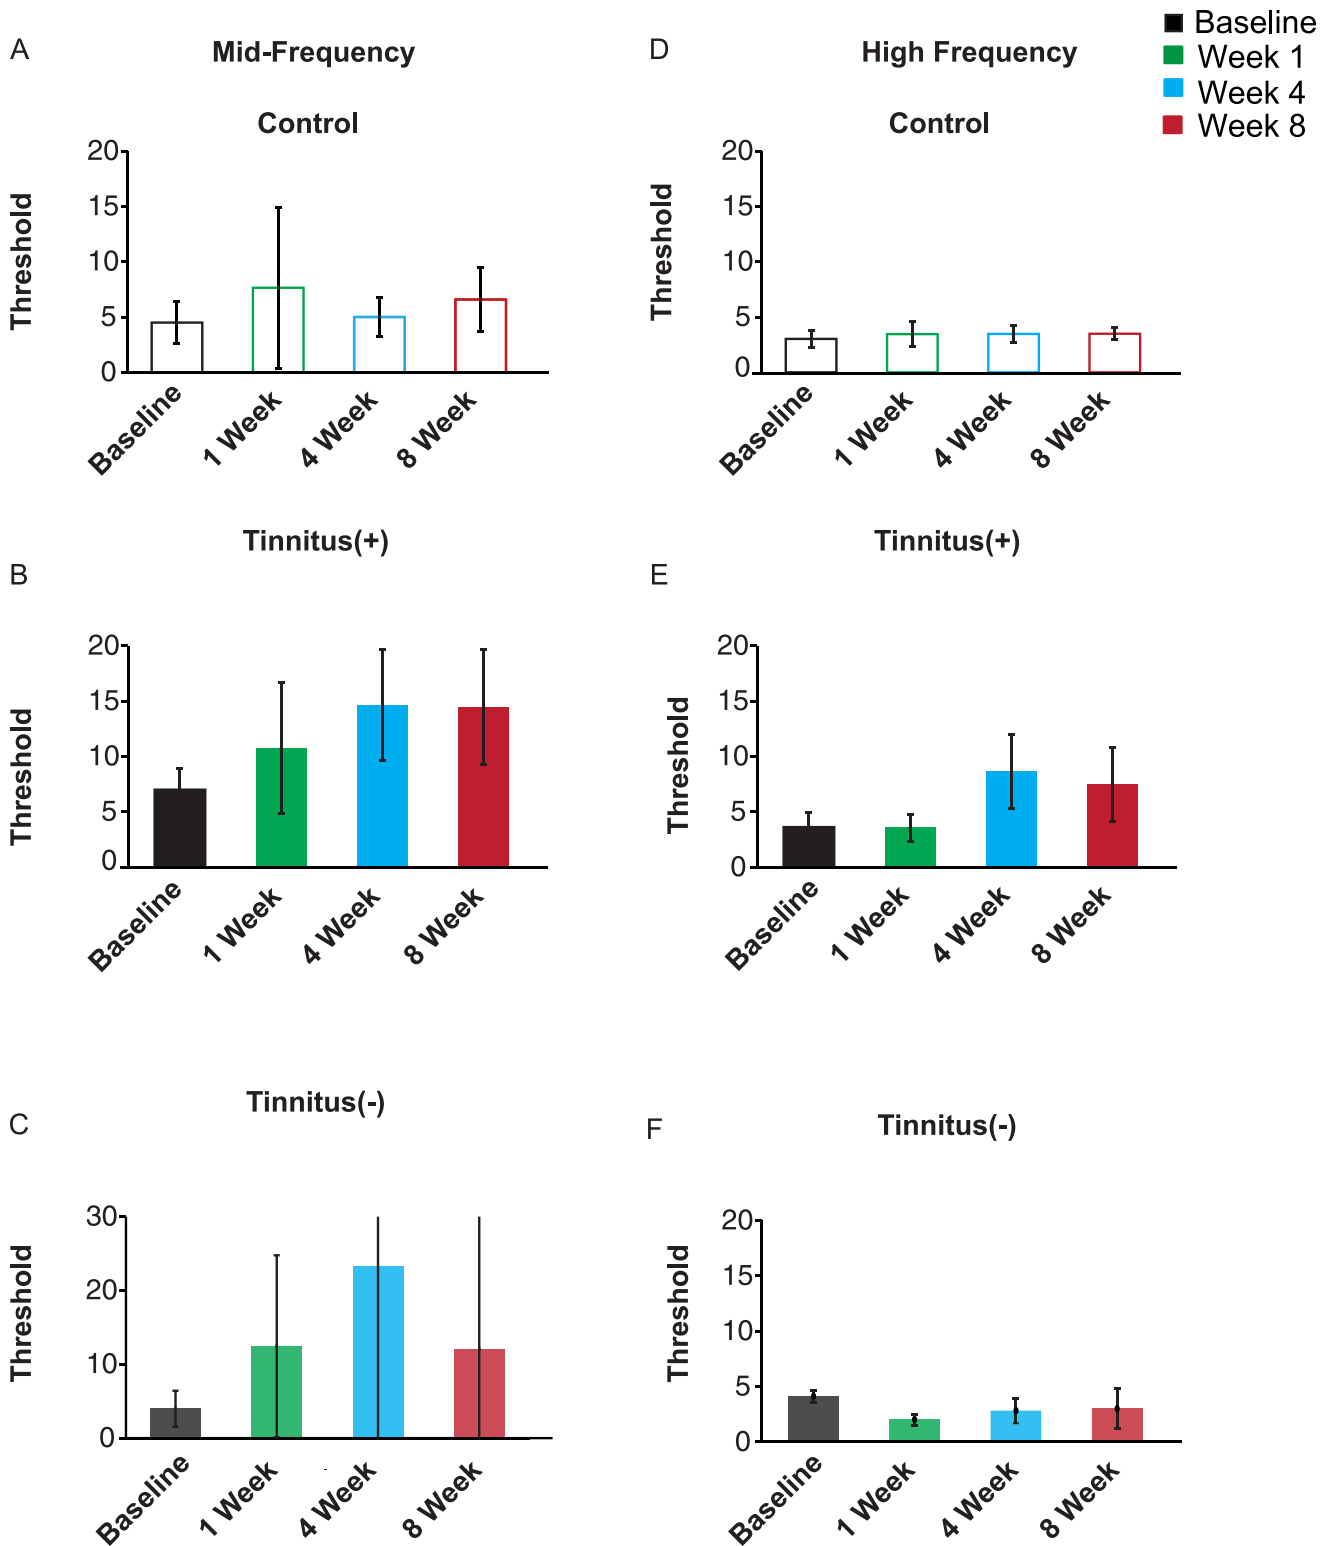 A
Mid-Frequency
Control
Threshold
20
15
10
5
0
Baseline
1 Week
4 Week
8 Week
D
High Frequency
Control
Threshold
20
15
10
5
0
Baseline
1 Week
4 Week
8 Week
Baseline
Week 1
Week 4
Week 8
B
Tinnitus(+)
Threshold
20
15
10
5
0
Baseline
1 Week
4 Week
8 Week
E
Tinnitus(+)
Threshold
20
15
10
5
0
Baseline
1 Week
4 Week
8 Week
C
Tinnitus(-)
Threshold
30
20
10
0
Baseline
1 Week
4 Week
8 Week
F
Tinnitus(-)
Threshold
20
15
10
5
0
Baseline
1 Week
4 Week
8 Week